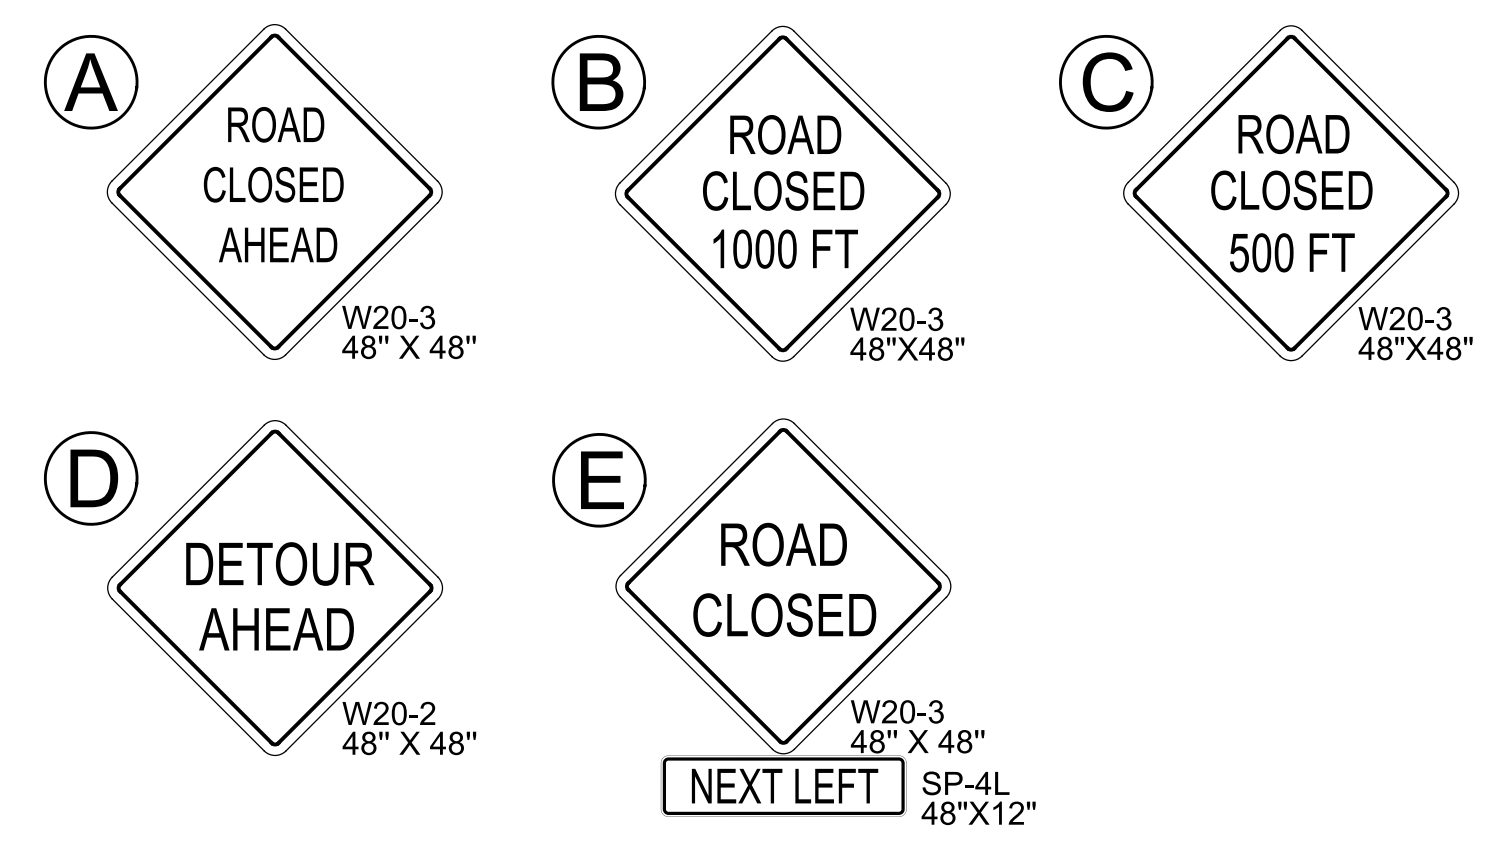 A
ROAD
CLOSED
AHEAD
W20-3
48" X 48"
B
ROAD
CLOSED
1000 FT
W20-3
48"X48"
C
ROAD
CLOSED
500 FT
W20-3
48"X48"
D
DETOUR
AHEAD
W20-2
48" X 48"
E
ROAD
CLOSED
W20-3
48" X 48"
NEXT LEFT
SP-4L
48"X12"